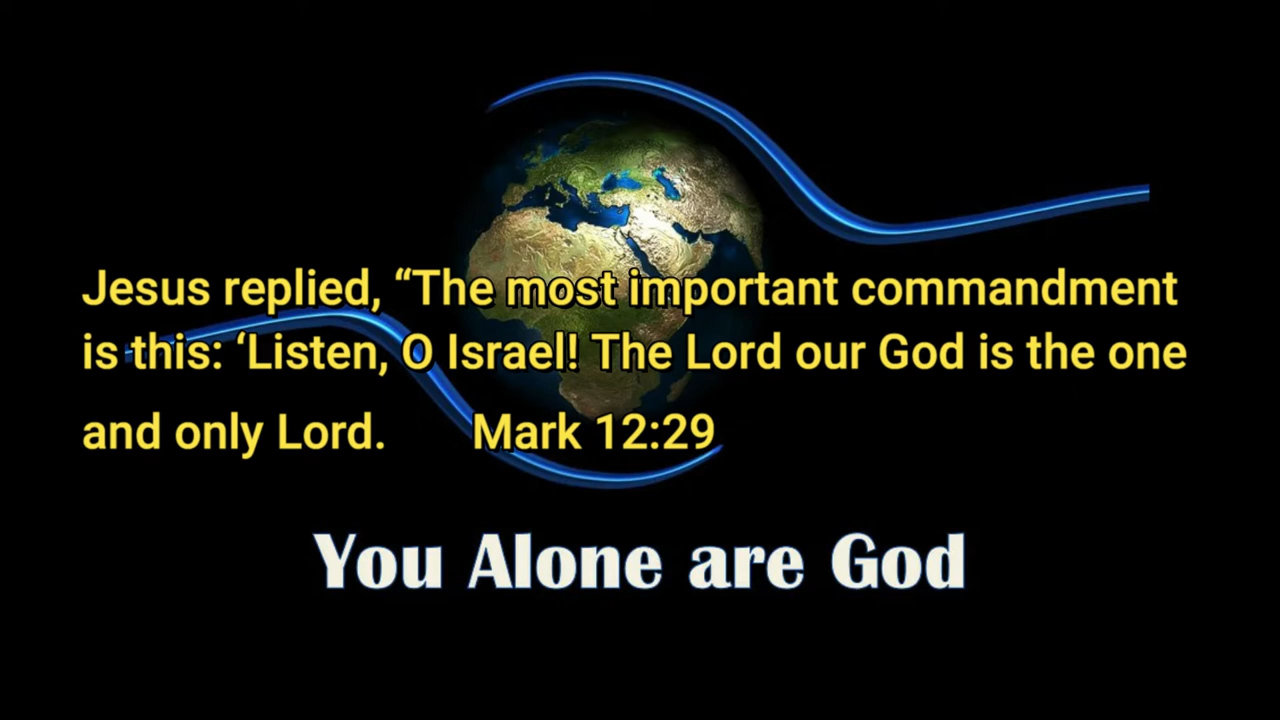 Jesus replied, “The most important commandment
is this: ‘Listen, O Israel! The Lord our God is the one
and only Lord. Mark 12:29
You Alone are God